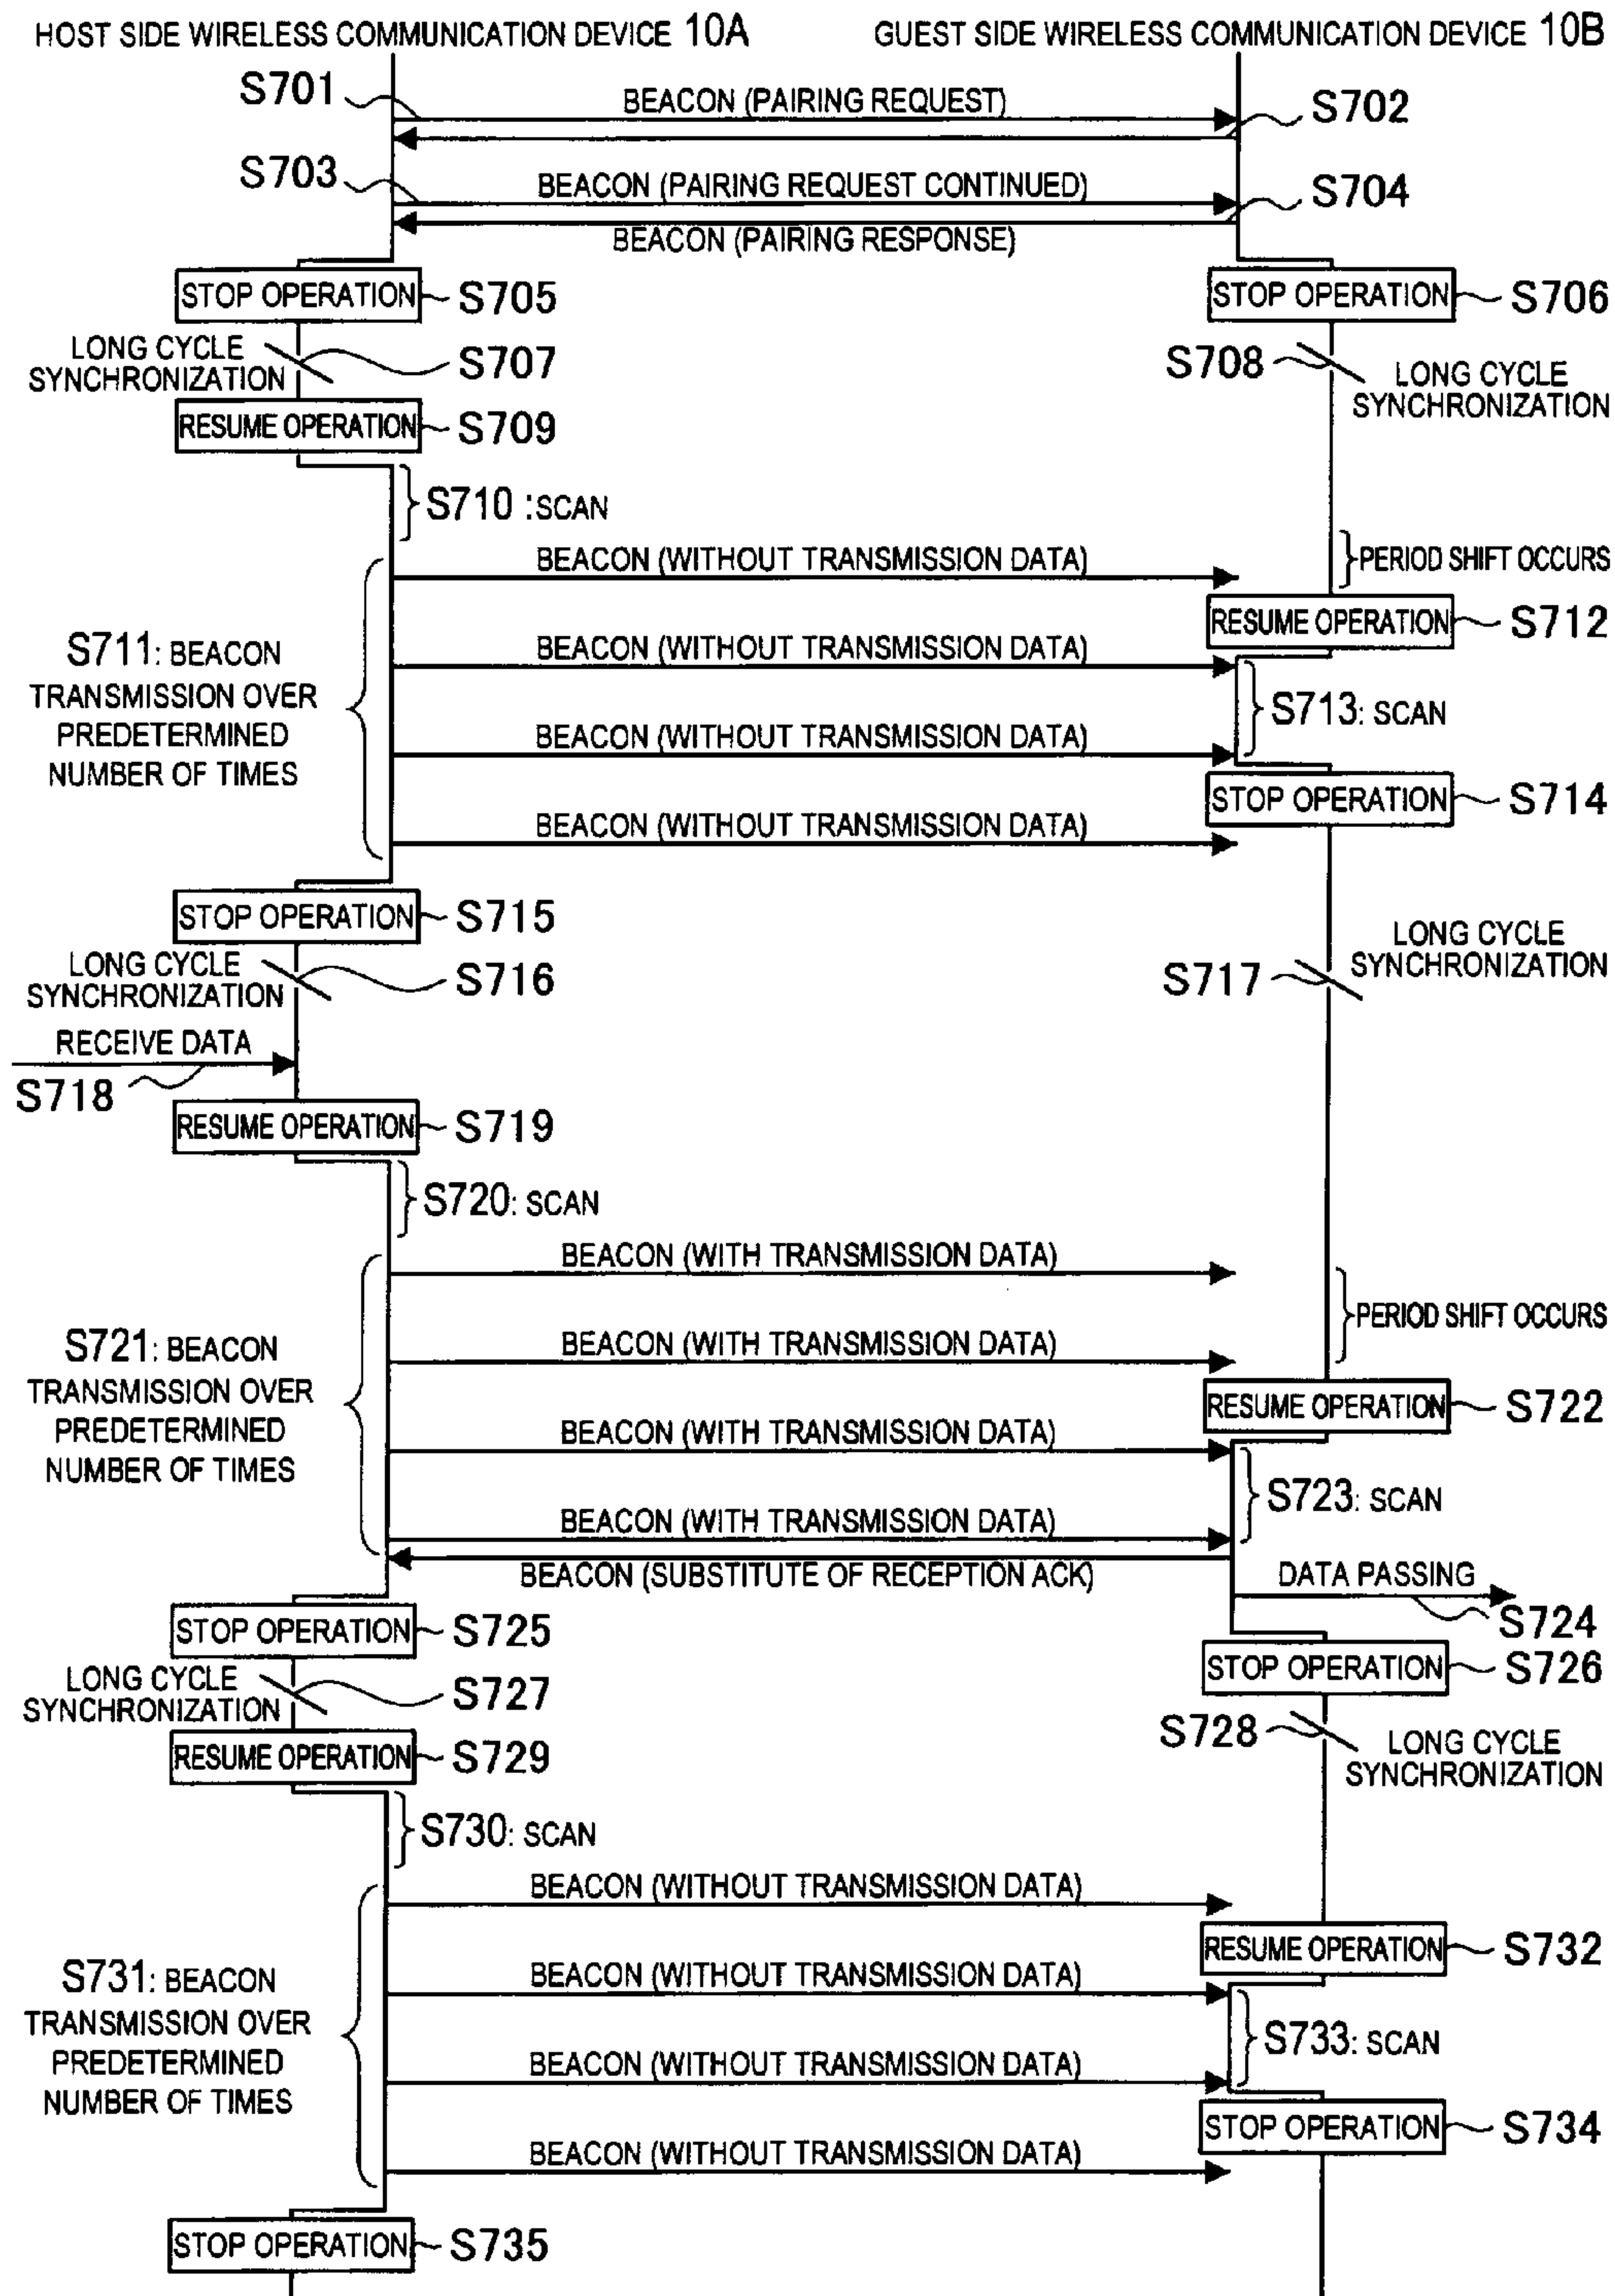 HOST SIDE WIRELESS COMMUNICATION DEVICE 10A
GUEST SIDE WIRELESS COMMUNICATION DEVICE 10B
S701
BEACON (PAIRING REQUEST)
S702
S703
BEACON (PAIRING REQUEST CONTINUED)
S704
BEACON (PAIRING RESPONSE)
STOP OPERATION
S705
STOP OPERATION
S706
LONG CYCLE
SYNCHRONIZATION
S707
S708
LONG CYCLE
SYNCHRONIZATION
RESUME OPERATION
S709
S710 :SCAN
BEACON (WITHOUT TRANSMISSION DATA)
PERIOD SHIFT OCCURS
RESUME OPERATION
S712
S711: BEACON
TRANSMISSION OVER
PREDETERMINED
NUMBER OF TIMES
BEACON (WITHOUT TRANSMISSION DATA)
S713: SCAN
BEACON (WITHOUT TRANSMISSION DATA)
STOP OPERATION
S714
BEACON (WITHOUT TRANSMISSION DATA)
STOP OPERATION
S715
LONG CYCLE
SYNCHRONIZATION
S716
S717
LONG CYCLE
SYNCHRONIZATION
RECEIVE DATA
S718
RESUME OPERATION
S719
S720: SCAN
BEACON (WITH TRANSMISSION DATA)
PERIOD SHIFT OCCURS
S721: BEACON
TRANSMISSION OVER
PREDETERMINED
NUMBER OF TIMES
BEACON (WITH TRANSMISSION DATA)
RESUME OPERATION
S722
BEACON (WITH TRANSMISSION DATA)
S723: SCAN
BEACON (WITH TRANSMISSION DATA)
BEACON (SUBSTITUTE OF RECEPTION ACK)
DATA PASSING
S724
STOP OPERATION
S725
STOP OPERATION
S726
LONG CYCLE
SYNCHRONIZATION
S727
S728
LONG CYCLE
SYNCHRONIZATION
RESUME OPERATION
S729
S730: SCAN
BEACON (WITHOUT TRANSMISSION DATA)
RESUME OPERATION
S732
S731: BEACON
TRANSMISSION OVER
PREDETERMINED
NUMBER OF TIMES
BEACON (WITHOUT TRANSMISSION DATA)
S733: SCAN
BEACON (WITHOUT TRANSMISSION DATA)
STOP OPERATION
S734
BEACON (WITHOUT TRANSMISSION DATA)
STOP OPERATION
S735